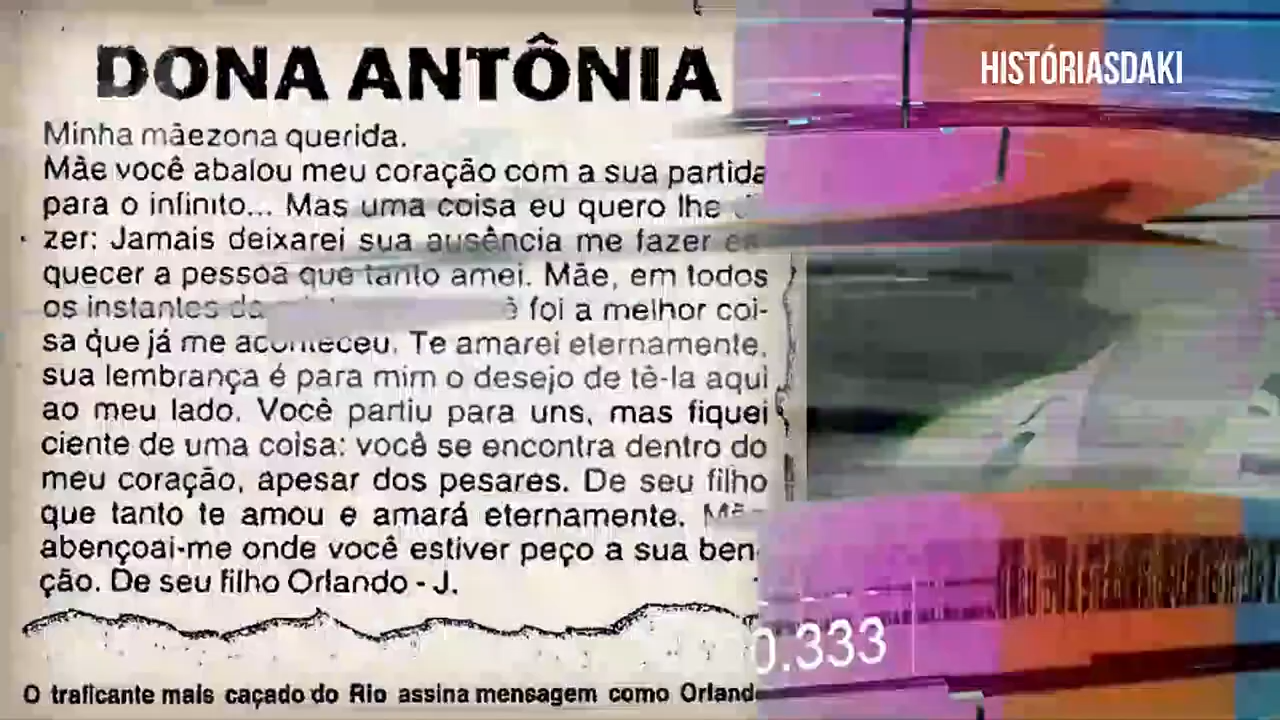 DONA ANTÔNIA
HISTÓRIASDAKI
Minha mãezona querida.
Mãe você abalou meu coração com a sua partida
para o infinito... Mas uma coisa eu quero lhe
zer: Jamais deixarei sua ausência me fazer
quecer a pessoa que tanto amei. Mãe, em todos
os instantes foi a melhor coi-
sa que já me aconteceu. Te amarei eternamente,
sua lembrança é para mim o desejo de tê-la aqui
ao meu lado. Você partiu para uns, mas fiquei
ciente de uma coisa: você se encontra dentro do
meu coração, apesar dos pesares. De seu filho
que tanto te amou e amará eternamente.
abençoai-me onde você estiver peço a sua ben-
ção. De seu filho Orlando - J.
0.333
O traficante mais caçado do Rio assina mensagem como